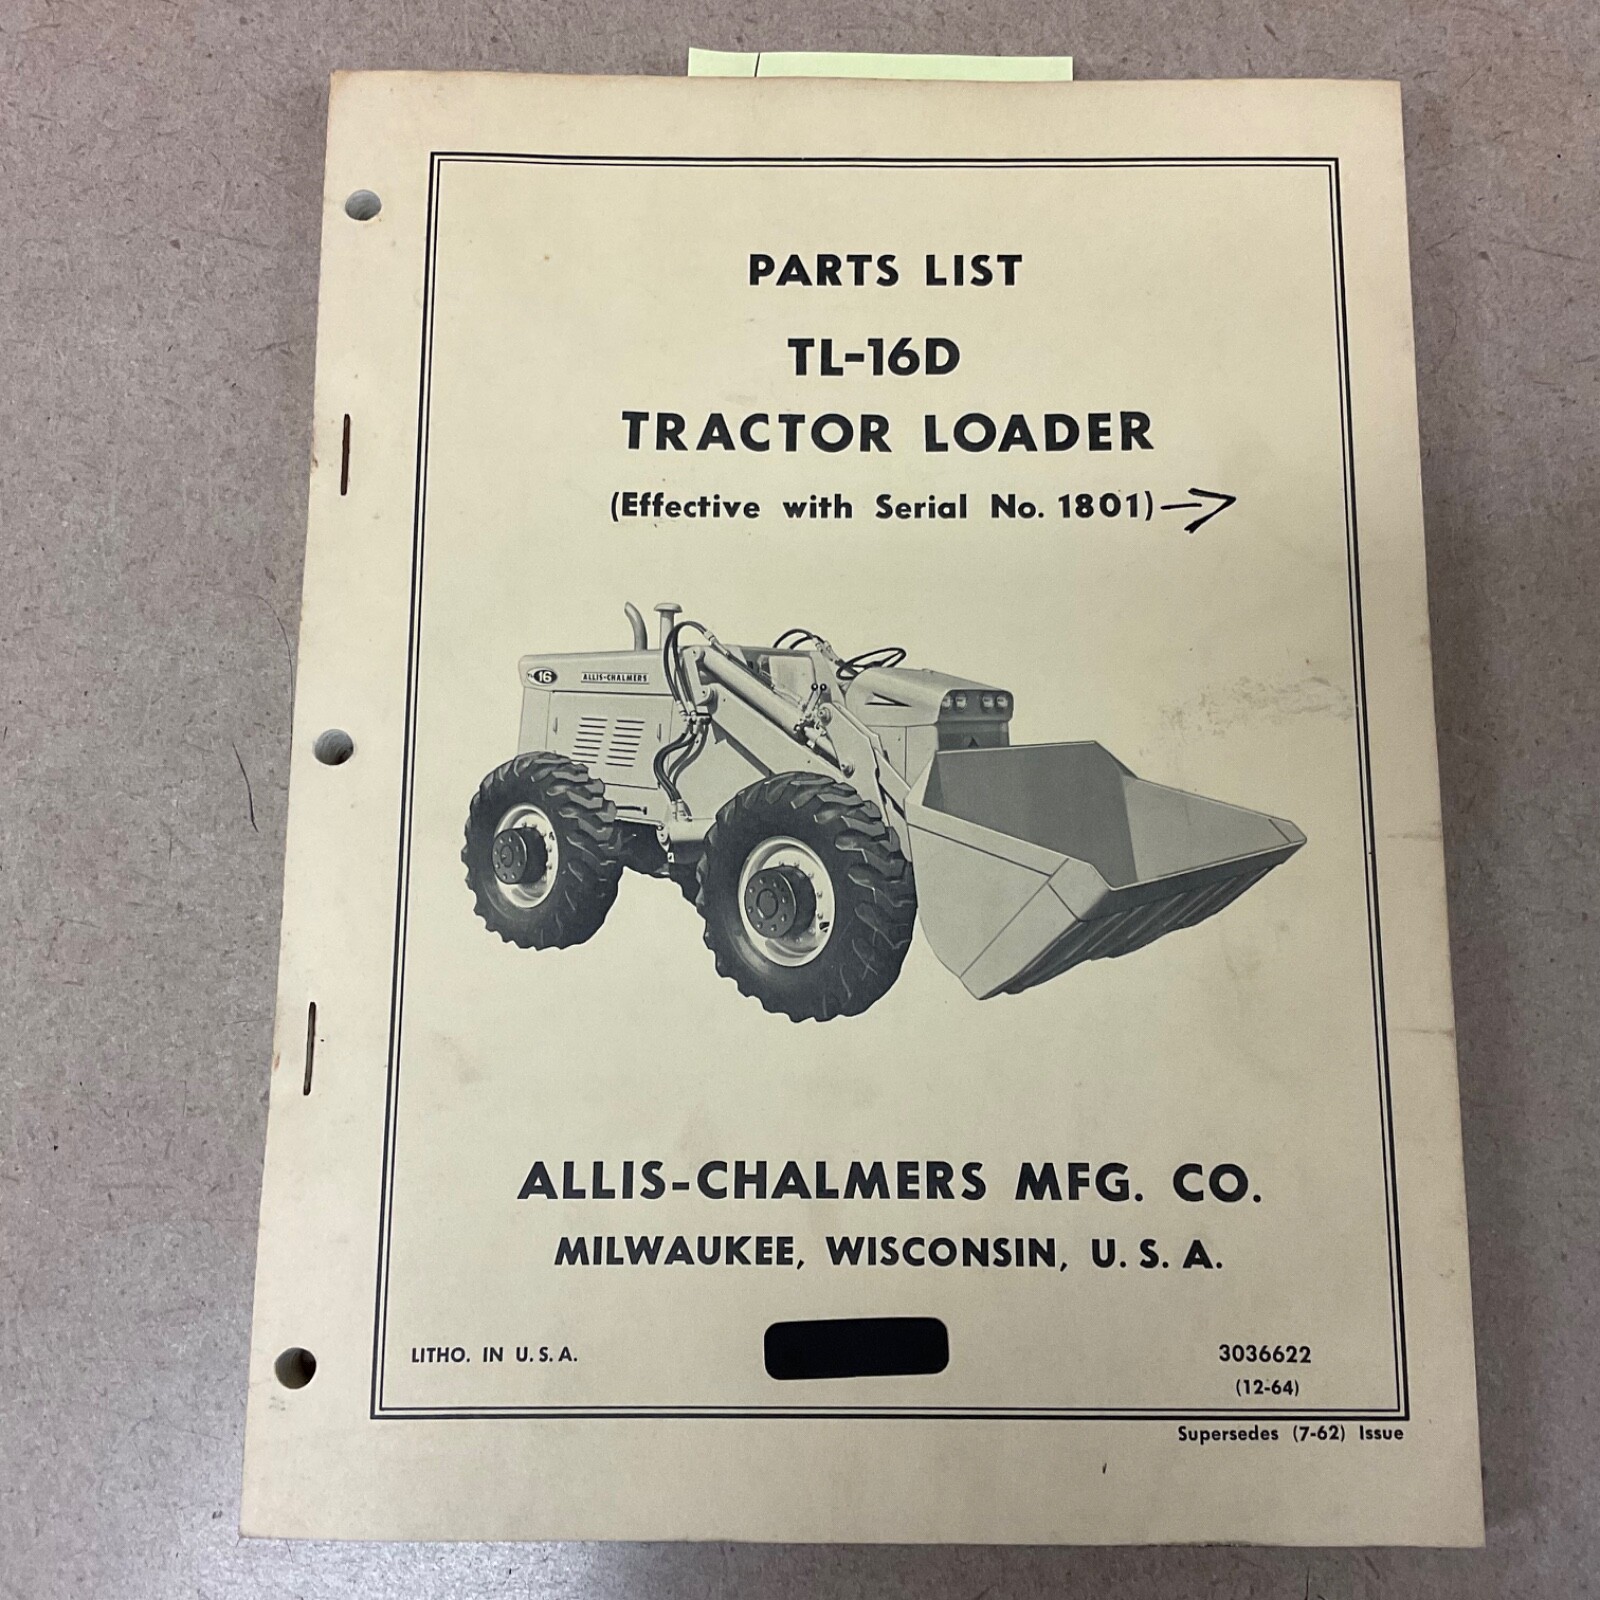 PARTS LIST
TL-16D
TRACTOR LOADER
(Effective with Serial No. 1801)
16
ALLIS-CHALMERS
ALLIS-CHALMERS MFG. CO.
MILWAUKEE, WISCONSIN, U. S. A.
LITHO. IN U. S. A.
3036622
(12-64)
Supersedes (7-62) Issue